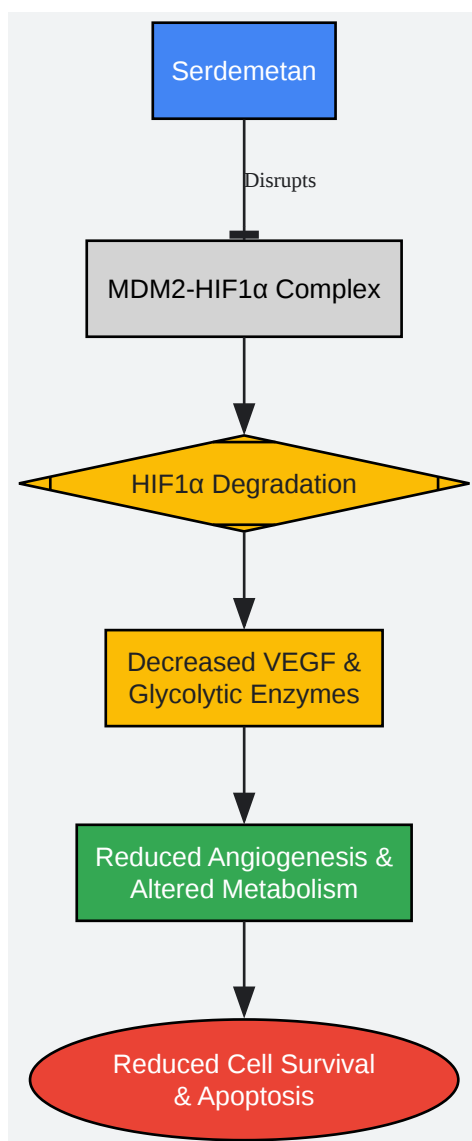 Serdemetan
Disrupts
MDM2-HIF1α Complex
HIF1α Degradation
Decreased VEGF &
Glycolytic Enzymes
Reduced Angiogenesis &
Altered Metabolism
Reduced Cell Survival
& Apoptosis